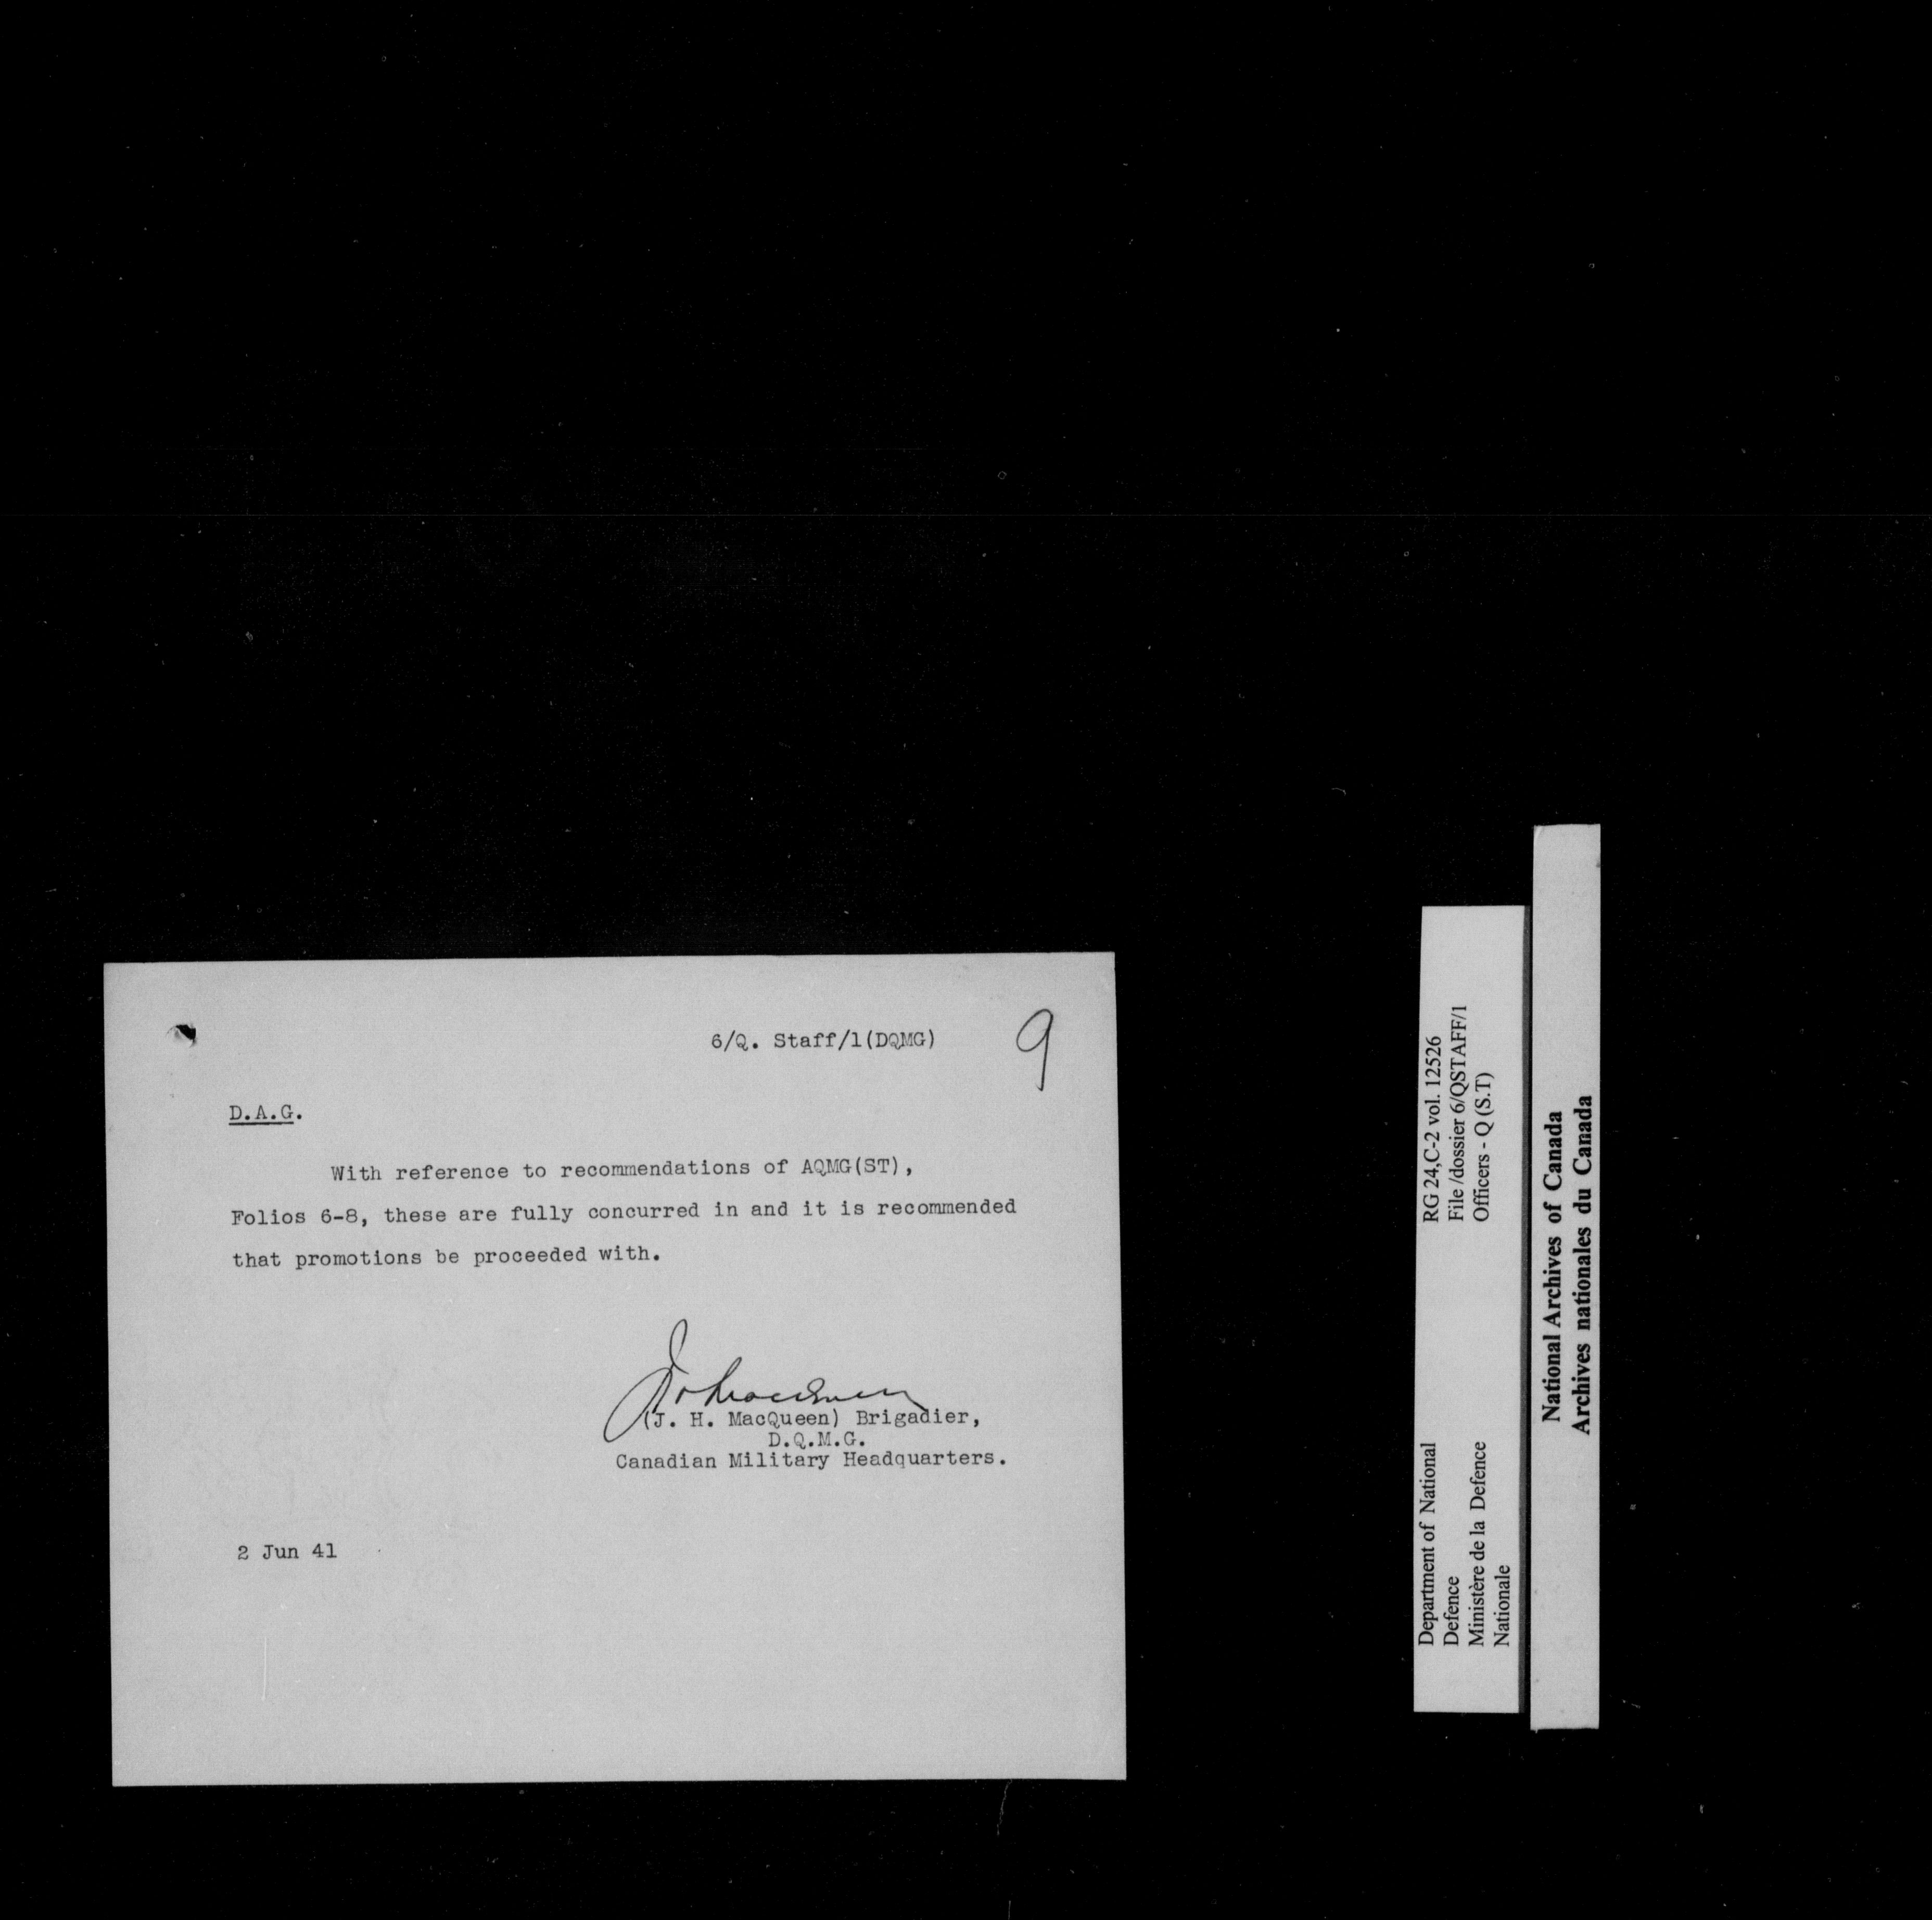 6/Q. Staff/1(DQMG)
9
D.A.G.
With reference to recommendations of AQMG(ST),
Folios 6-8, these are fully concurred in and it is recommended
that promotions be proceeded with.
(J. H. MacQueen) Brigadier,
D.Q.M.G.
Canadian Military Headquarters.
2 Jun 41
Department of National
Defence
Ministère de la Defence
Nationale
RG 24,C-2 vol. 12526
File/dossier 6/QSTAFF/1
Officers - Q (S.T)
National Archives of Canada
Archives nationales du Canada